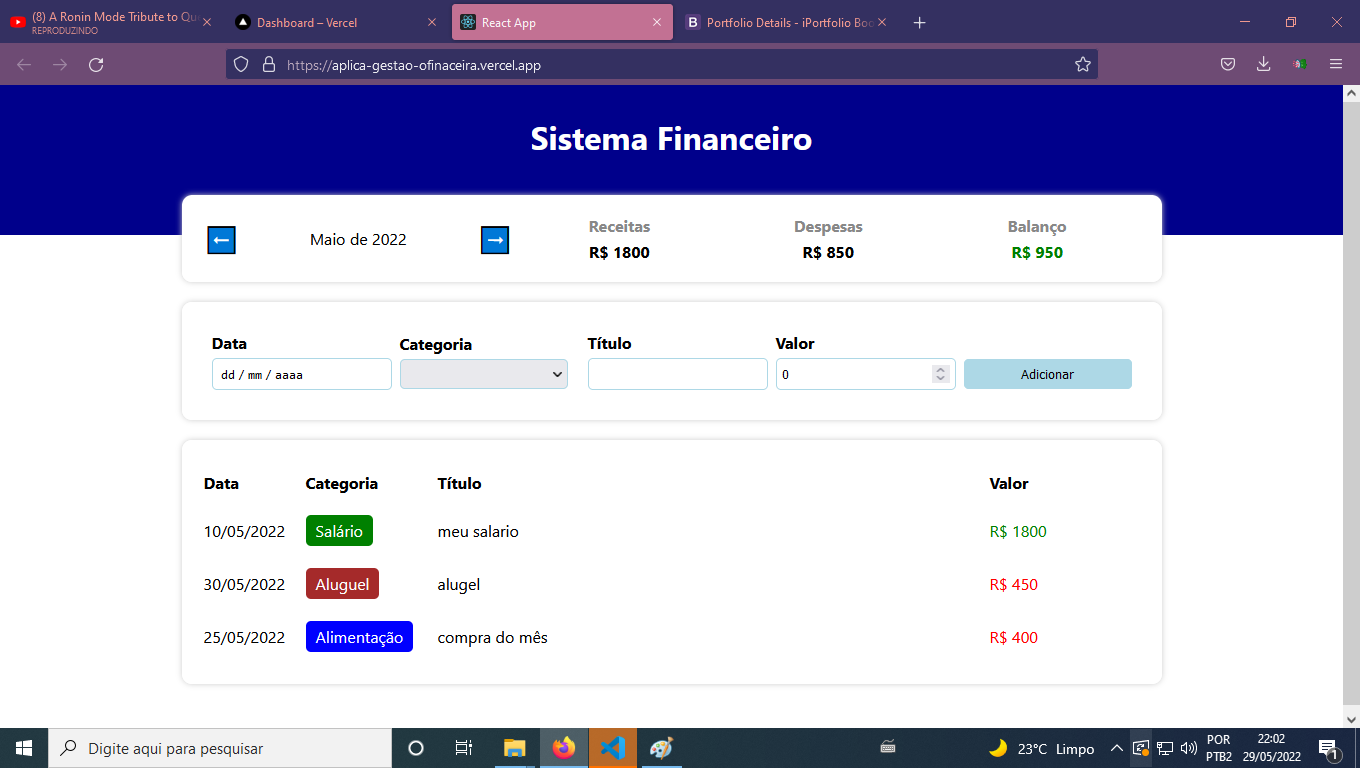 (8) A Ronin Mode Tribute to Que
REPRODUZINDO
Dashboard – Vercel
React App
Portfolio Details - iPortfolio Boo
https://aplica-gestao-ofinaceira.vercel.app
Sistema Financeiro
Maio de 2022
Receitas
R$ 1800
Despesas
R$ 850
Balanço
R$ 950
Data
Categoria
Título
Valor
dd / mm / aaaa
0
Adicionar
Data Categoria Título Valor
10/05/2022 Salário meu salario R$ 1800
30/05/2022 Aluguel alugel R$ 450
25/05/2022 Alimentação compra do mês R$ 400
Digite aqui para pesquisar
23°C Limpo
POR
PTB2
22:02
29/05/2022
1